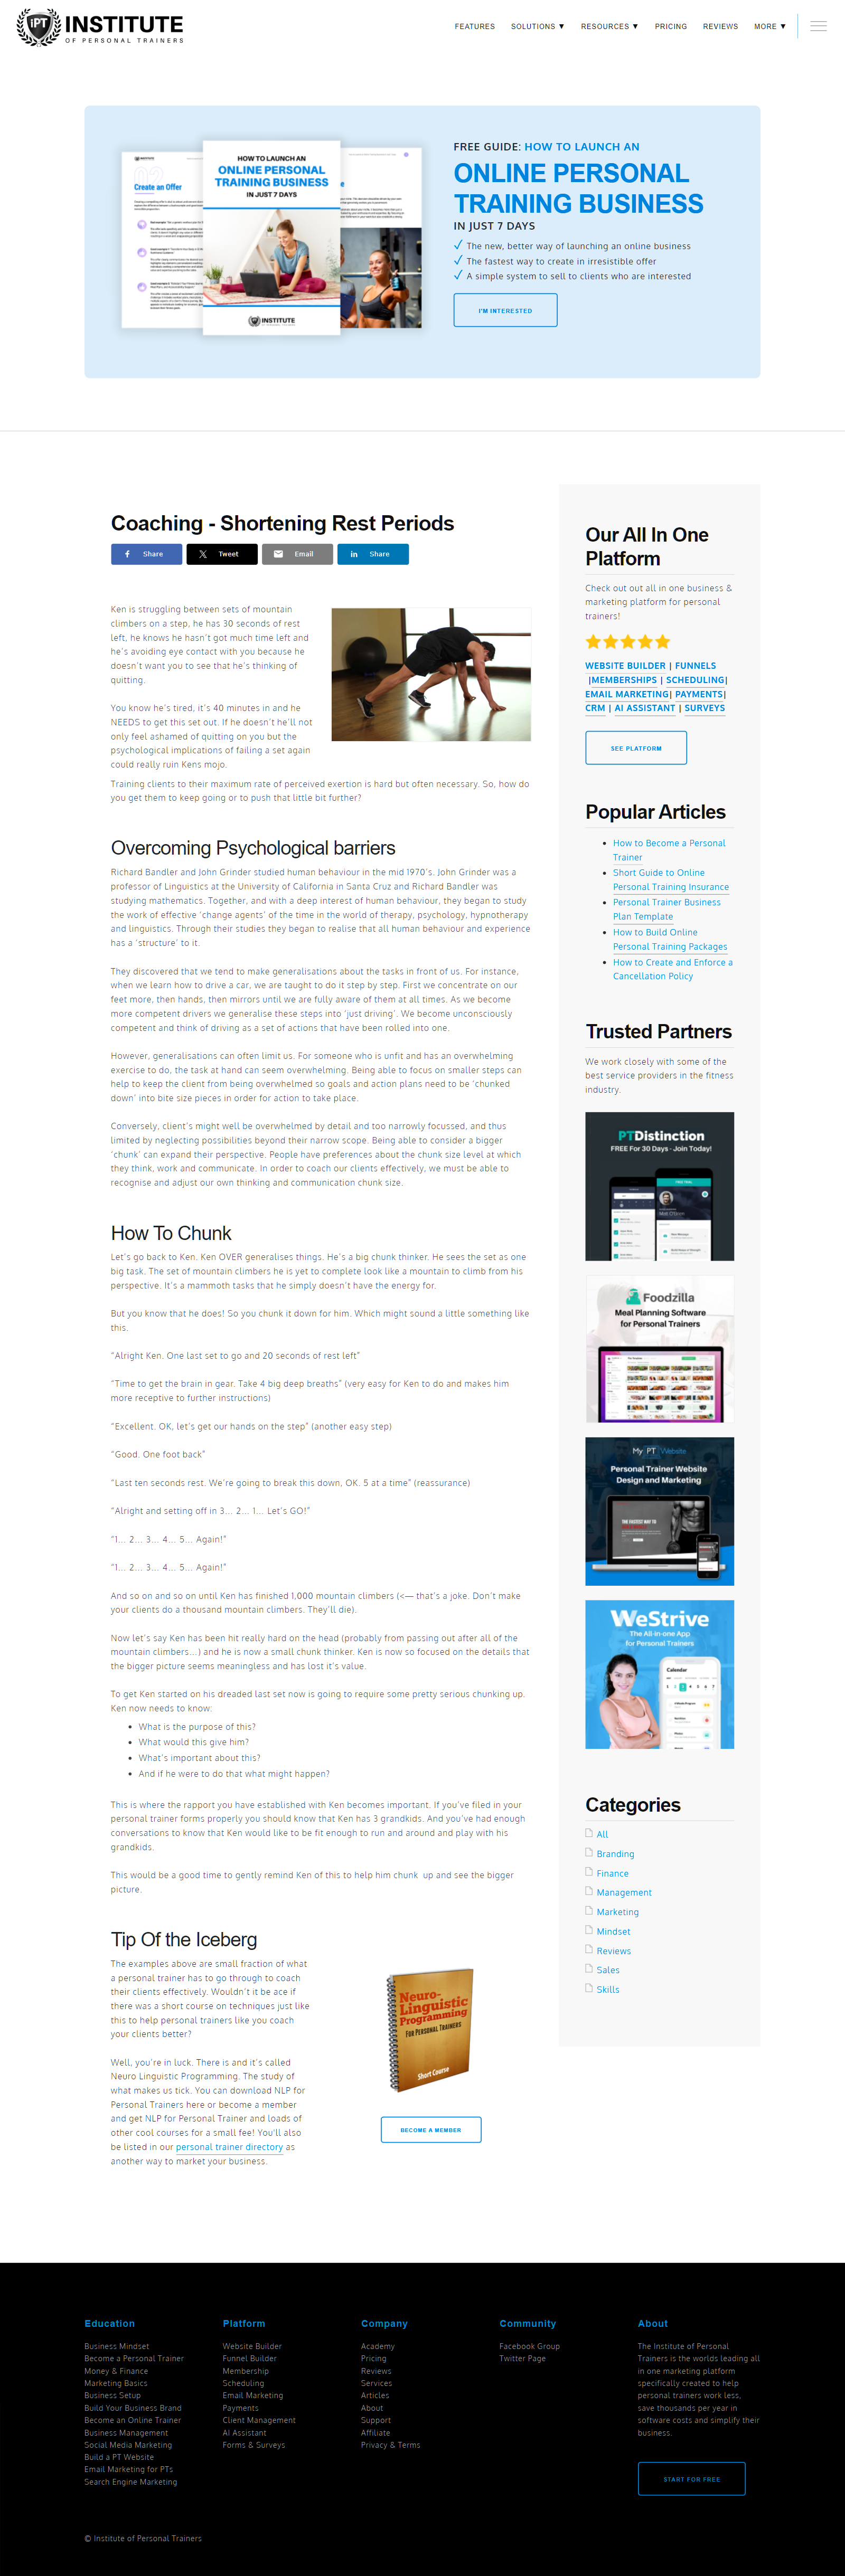 iPT INSTITUTE
OF PERSONAL TRAINERS
FEATURES SOLUTIONS ▼ RESOURCES ▼ PRICING REVIEWS MORE ▼
INSTITUTE
Create an Offer
HOW TO LAUNCH AN
ONLINE PERSONAL
TRAINING BUSINESS
IN JUST 7 DAYS
INSTITUTE
FREE GUIDE: HOW TO LAUNCH AN
ONLINE PERSONAL
TRAINING BUSINESS
IN JUST 7 DAYS
✓ The new, better way of launching an online business
✓ The fastest way to create in irresistible offer
✓ A simple system to sell to clients who are interested
I'M INTERESTED
Coaching - Shortening Rest Periods
Share Tweet Email Share
Ken is struggling between sets of mountain
climbers on a step, he has 30 seconds of rest
left, he knows he hasn't got much time left and
he's avoiding eye contact with you because he
doesn't want you to see that he's thinking of
quitting.
You know he's tired, it's 40 minutes in and he
NEEDS to get this set out. If he doesn't he'll not
only feel ashamed of quitting on you but the
psychological implications of failing a set again
could really ruin Kens mojo.
Training clients to their maximum rate of perceived exertion is hard but often necessary. So, how do
you get them to keep going or to push that little bit further?
Overcoming Psychological barriers
Richard Bandler and John Grinder studied human behaviour in the mid 1970's. John Grinder was a
professor of Linguistics at the University of California in Santa Cruz and Richard Bandler was
studying mathematics. Together, and with a deep interest of human behaviour, they began to study
the work of effective 'change agents' of the time in the world of therapy, psychology, hypnotherapy
and linguistics. Through their studies they began to realise that all human behaviour and experience
has a 'structure' to it.
They discovered that we tend to make generalisations about the tasks in front of us. For instance,
when we learn how to drive a car, we are taught to do it step by step. First we concentrate on our
feet more, then hands, then mirrors until we are fully aware of them at all times. As we become
more competent drivers we generalise these steps into 'just driving'. We become unconsciously
competent and think of driving as a set of actions that have been rolled into one.
However, generalisations can often limit us. For someone who is unfit and has an overwhelming
exercise to do, the task at hand can seem overwhelming. Being able to focus on smaller steps can
help to keep the client from being overwhelmed so goals and action plans need to be 'chunked
down' into bite size pieces in order for action to take place.
Conversely, client's might well be overwhelmed by detail and too narrowly focussed, and thus
limited by neglecting possibilities beyond their narrow scope. Being able to consider a bigger
'chunk' can expand their perspective. People have preferences about the chunk size level at which
they think, work and communicate. In order to coach our clients effectively, we must be able to
recognise and adjust our own thinking and communication chunk size.
How To Chunk
Let's go back to Ken. Ken OVER generalises things. He's a big chunk thinker. He sees the set as one
big task. The set of mountain climbers he is yet to complete look like a mountain to climb from his
perspective. It's a mammoth tasks that he simply doesn't have the energy for.
But you know that he does! So you chunk it down for him. Which might sound a little something like
this.
"Alright Ken. One last set to go and 20 seconds of rest left"
"Time to get the brain in gear. Take 4 big deep breaths" (very easy for Ken to do and makes him
more receptive to further instructions)
"Excellent. OK, let's get our hands on the step" (another easy step)
"Good. One foot back"
"Last ten seconds rest. We're going to break this down, OK. 5 at a time" (reassurance)
"Alright and setting off in 3... 2... 1... Let's GO!"
"1... 2... 3... 4... 5... Again!"
"1... 2... 3... 4... 5... Again!"
And so on and so on until Ken has finished 1,000 mountain climbers (<— that's a joke. Don't make
your clients do a thousand mountain climbers. They'll die).
Now let's say Ken has been hit really hard on the head (probably from passing out after all of the
mountain climbers...) and he is now a small chunk thinker. Ken is now so focused on the details that
the bigger picture seems meaningless and has lost it's value.
To get Ken started on his dreaded last set now is going to require some pretty serious chunking up.
Ken now needs to know:
• What is the purpose of this?
• What would this give him?
• What's important about this?
• And if he were to do that what might happen?
This is where the rapport you have established with Ken becomes important. If you've filed in your
personal trainer forms properly you should know that Ken has 3 grandkids. And you've had enough
conversations to know that Ken would like to be fit enough to run and around and play with his
grandkids.
This would be a good time to gently remind Ken of this to help him chunk up and see the bigger
picture.
Tip Of the Iceberg
The examples above are small fraction of what
a personal trainer has to go through to coach
their clients effectively. Wouldn't it be ace if
there was a short course on techniques just like
this to help personal trainers like you coach
your clients better?
Well, you're in luck. There is and it's called
Neuro Linguistic Programming. The study of
what makes us tick. You can download NLP for
Personal Trainers here or become a member
and get NLP for Personal Trainer and loads of
other cool courses for a small fee! You'll also
be listed in our personal trainer directory as
another way to market your business.
Neuro-
Linguistic
Programming
FOR PERSONAL TRAINERS
Short Course
BECOME A MEMBER
Our All In One
Platform
Check out out all in one business &
marketing platform for personal
trainers!
WEBSITE BUILDER | FUNNELS
|MEMBERSHIPS | SCHEDULING|
EMAIL MARKETING| PAYMENTS|
CRM | AI ASSISTANT | SURVEYS
SEE PLATFORM
Popular Articles
• How to Become a Personal
Trainer
• Short Guide to Online
Personal Training Insurance
• Personal Trainer Business
Plan Template
• How to Build Online
Personal Training Packages
• How to Create and Enforce a
Cancellation Policy
Trusted Partners
We work closely with some of the
best service providers in the fitness
industry.
PTDistinction
FREE For 30 Days - Join Today!
Foodzilla
Meal Planning Software
for Personal Trainers
My PT Website
Personal Trainer Website
Design and Marketing
WeStrive
The All-in-one App
for Personal Trainers
Calendar
Categories
All
Branding
Finance
Management
Marketing
Mindset
Reviews
Sales
Skills
Education
Business Mindset
Become a Personal Trainer
Money & Finance
Marketing Basics
Business Setup
Build Your Business Brand
Become an Online Trainer
Business Management
Social Media Marketing
Build a PT Website
Email Marketing for PTs
Search Engine Marketing
Platform
Website Builder
Funnel Builder
Membership
Scheduling
Email Marketing
Payments
Client Management
AI Assistant
Forms & Surveys
Company
Academy
Pricing
Reviews
Services
Articles
About
Support
Affiliate
Privacy & Terms
Community
Facebook Group
Twitter Page
About
The Institute of Personal
Trainers is the worlds leading all
in one marketing platform
specifically created to help
personal trainers work less,
save thousands per year in
software costs and simplify their
business.
START FOR FREE
© Institute of Personal Trainers